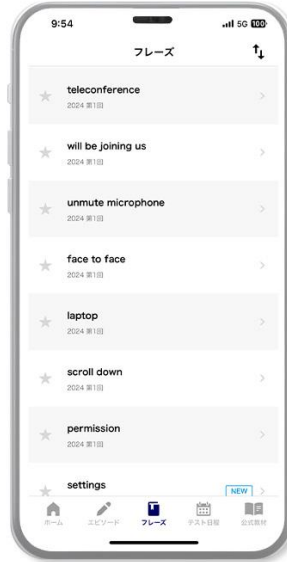 9:54
5G 100
フレーズ
teleconference
2024 第1回
will be joining us
2024 第1回
unmute microphone
2024 第1回
face to face
2024 第1回
laptop
2024 第1回
scroll down
2024 第1回
permission
2024 第1回
settings
NEW
ホーム
エピソード
フレーズ
テスト日程
公式教材